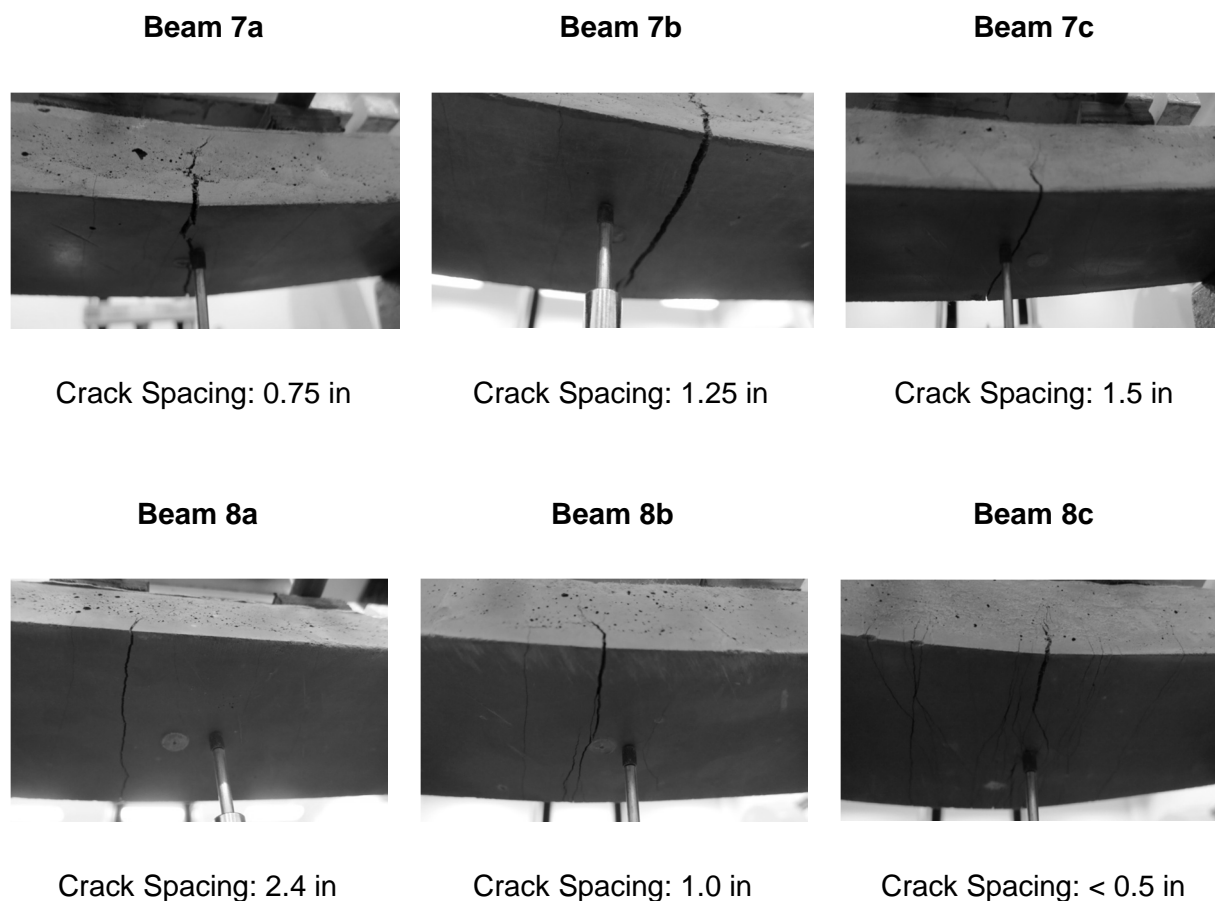 Beam 7a
Beam 7b
Beam 7c
Crack Spacing: 0.75 in
Crack Spacing: 1.25 in
Crack Spacing: 1.5 in
Beam 8a
Beam 8b
Beam 8c
Crack Spacing: 2.4 in
Crack Spacing: 1.0 in
Crack Spacing: < 0.5 in